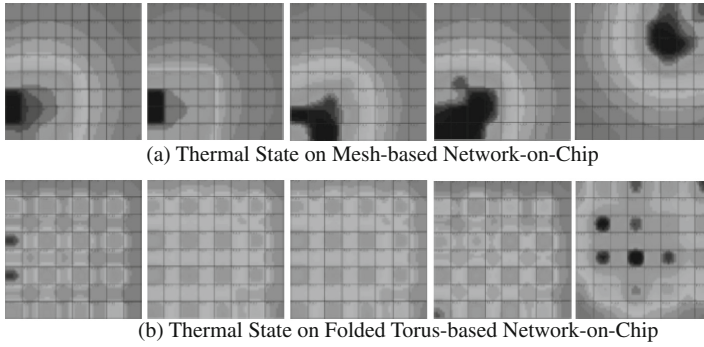 (a) Thermal State on Mesh-based Network-on-Chip
(b) Thermal State on Folded Torus-based Network-on-Chip